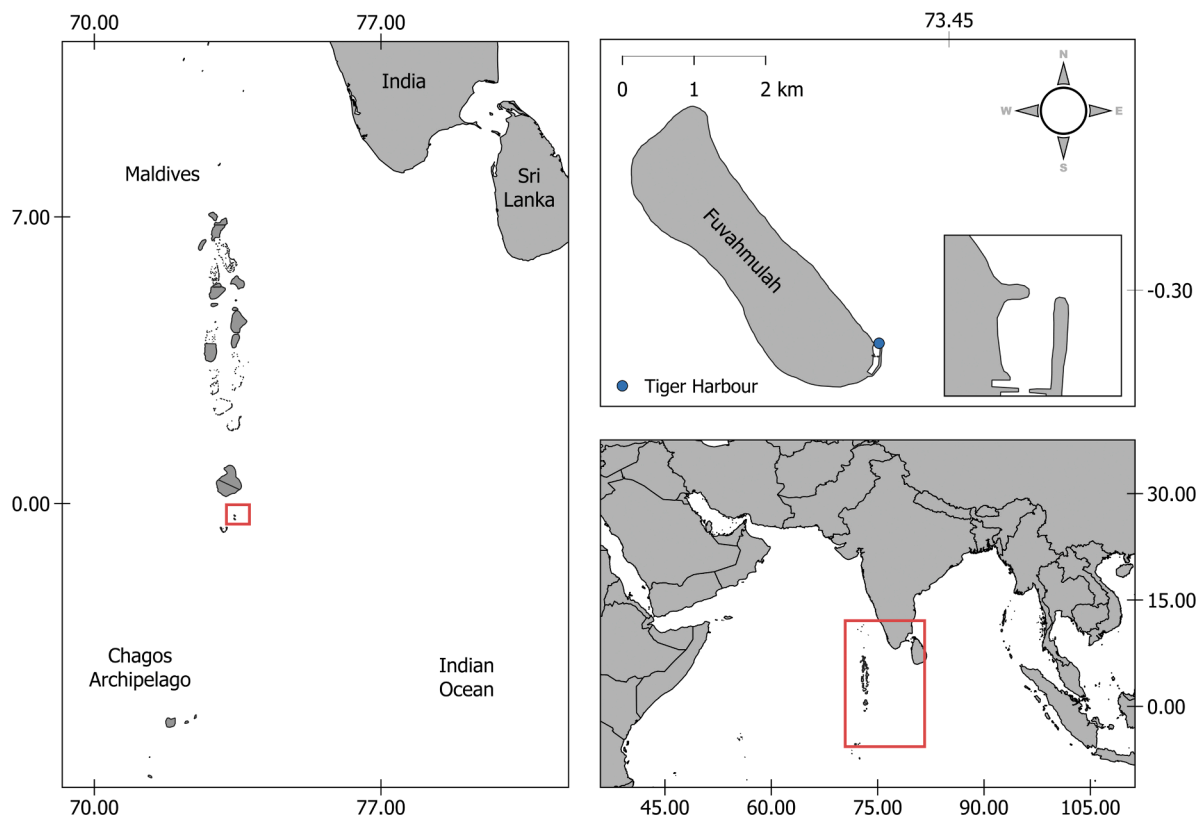 70.00
77.00
India
Maldives
Sri
Lanka
7.00
0.00
Chagos
Archipelago
Indian
Ocean
70.00
77.00
73.45
0
1
2 km
N
W
E
S
Fuvahmulah
-0.30
Tiger Harbour
30.00
15.00
0.00
45.00
60.00
75.00
90.00
105.00